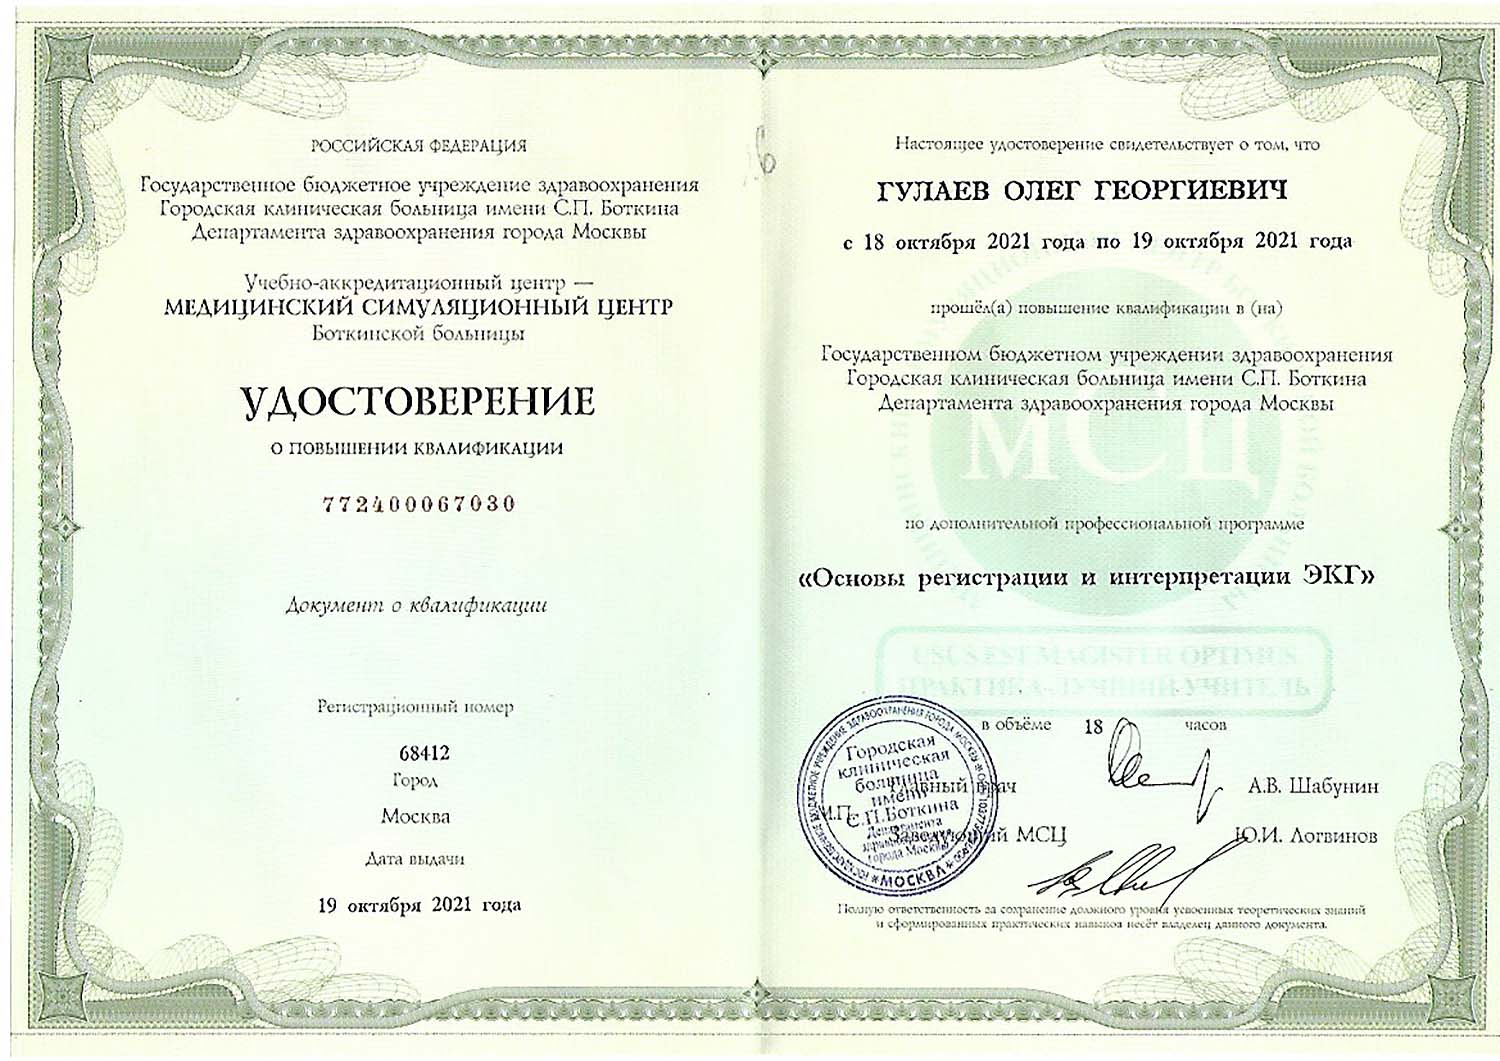 РОССИЙСКАЯ ФЕДЕРАЦИЯ
Государственное бюджетное учреждение здравоохранения
Городская клиническая больница имени С.П. Боткина
Департамента здравоохранения города Москвы
Учебно-аккредитационный центр —
МЕДИЦИНСКИЙ СИМУЛЯЦИОННЫЙ ЦЕНТР
Боткинской больницы
УДОСТОВЕРЕНИЕ
О ПОВЫШЕНИИ КВАЛИФИКАЦИИ
772400067030
Документ о квалификации
Регистрационный номер
68412
Город
Москва
Дата выдачи
19 октября 2021 года
Настоящее удостоверение свидетельствует о том, что
ГУЛАЕВ ОЛЕГ ГЕОРГИЕВИЧ
с 18 октября 2021 года по 19 октября 2021 года
прошёл(а) повышение квалификации в (на)
Государственном бюджетном учреждении здравоохранения
Городская клиническая больница имени С.П. Боткина
Департамента здравоохранения города Москвы
МСЦ
по дополнительной профессиональной программе
«Основы регистрации и интерпретации ЭКГ»
USUS EST MAGISTER OPTIMUS
ПРАКТИКА-ЛУЧШИЙ УЧИТЕЛЬ
в объёме 18 часов
Главный врач А.В. Шабунин
М.П.
Заведующий МСЦ Ю.И. Логвинов
Городская
клиническая
больница
имени
С.П.Боткина
Департамента
здравоохранения
города Москвы
МОСКВА
Полную ответственность за сохранение должного уровня усвоенных теоретических знаний
и сформированных практических навыков несёт владелец данного документа.